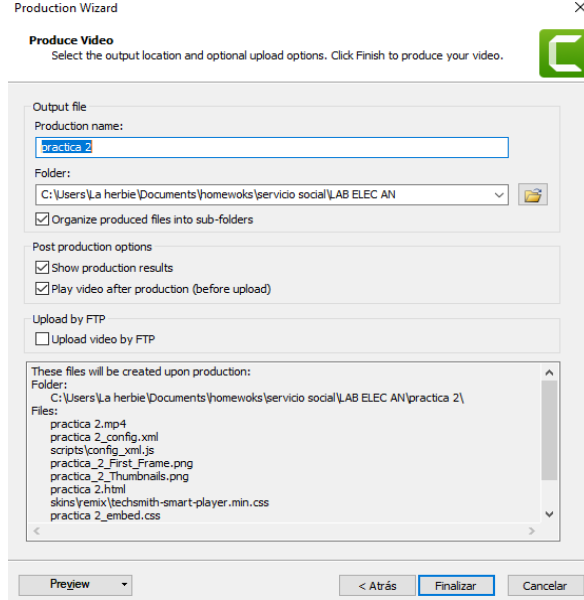 Production Wizard
Produce Video
Select the output location and optional upload options. Click Finish to produce your video.
Output file
Production name:
practica 2
Folder:
C:\Users\La herbie\Documents\homewoks\servicio social\LAB ELEC AN
Organize produced files into sub-folders
Post production options
Show production results
Play video after production (before upload)
Upload by FTP
Upload video by FTP
These files will be created upon production:
Folder:
C:\Users\La herbie\Documents\homewoks\servicio social\LAB ELEC AN\practica 2\
Files:
practica 2.mp4
practica 2_config.xml
scripts\config_xml.js
practica_2_First_Frame.png
practica_2_Thumbnails.png
practica 2.html
skins\remix\techsmith-smart-player.min.css
practica 2_embed.css
Preview < Atrás Finalizar Cancelar